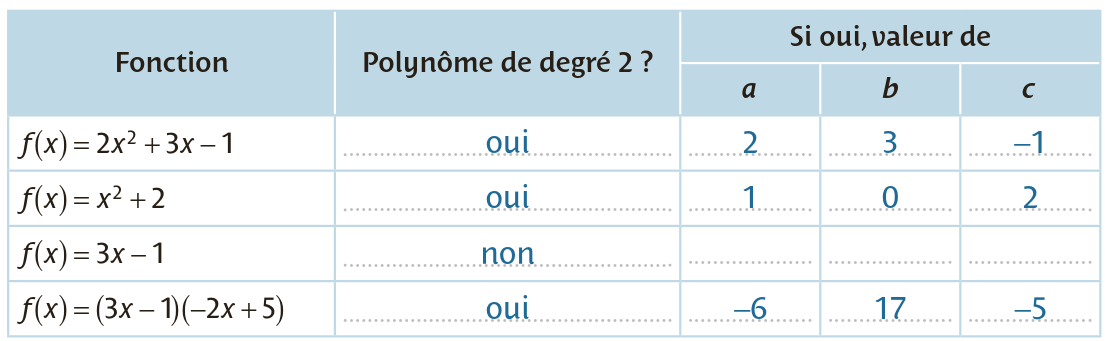 Fonction Polynôme de degré 2 ? Si oui, valeur de
a b c
f(x) = 2x² + 3x – 1 oui 2 3 –1
f(x) = x² + 2 oui 1 0 2
f(x) = 3x – 1 non
f(x) = (3x – 1)(–2x + 5) oui –6 17 –5